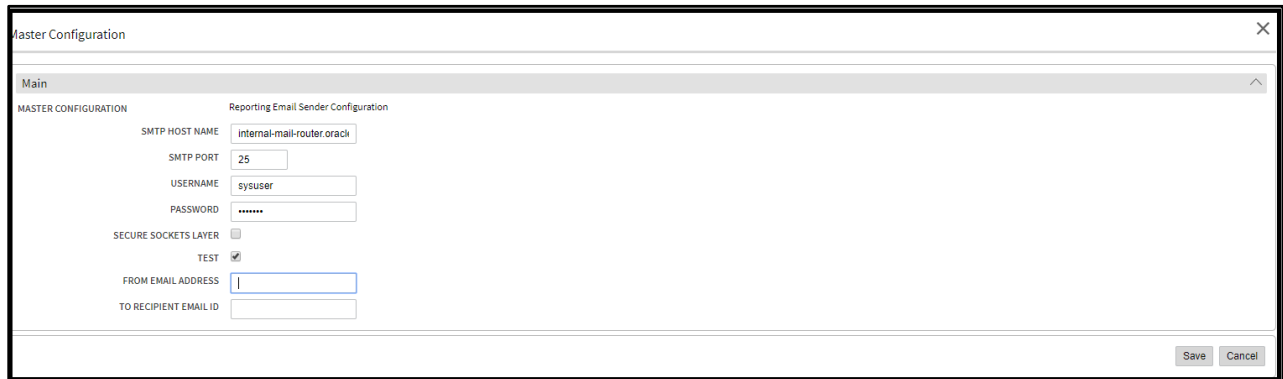 Master Configuration
Main
MASTER CONFIGURATION Reporting Email Sender Configuration
SMTP HOST NAME internal-mail-router.oracl
SMTP PORT 25
USERNAME sysuser
PASSWORD •••••••
SECURE SOCKETS LAYER
TEST
FROM EMAIL ADDRESS
TO RECIPIENT EMAIL ID
Save Cancel